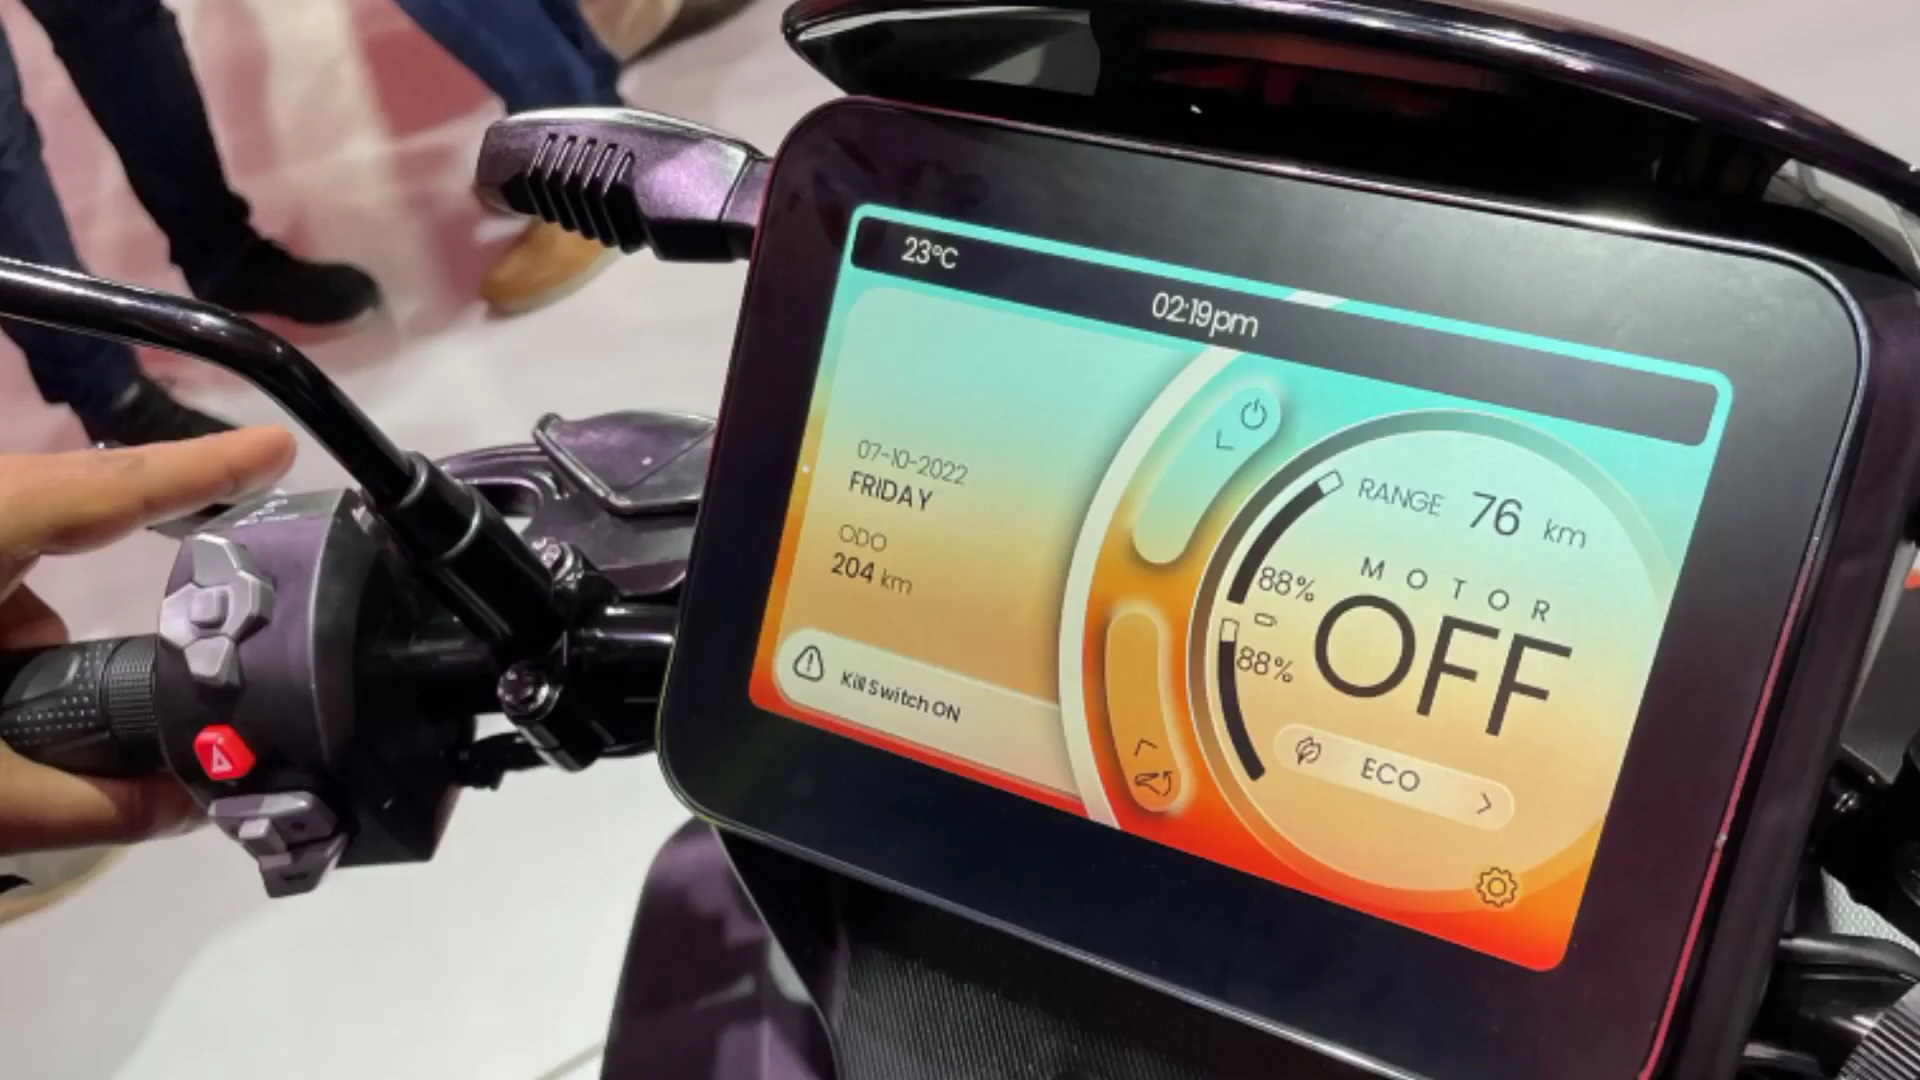 23°C
02:19pm
07-10-2022
FRIDAY
ODO
204 km
Kill Switch ON
RANGE 76 km
88%
MOTOR
OFF
88%
ECO